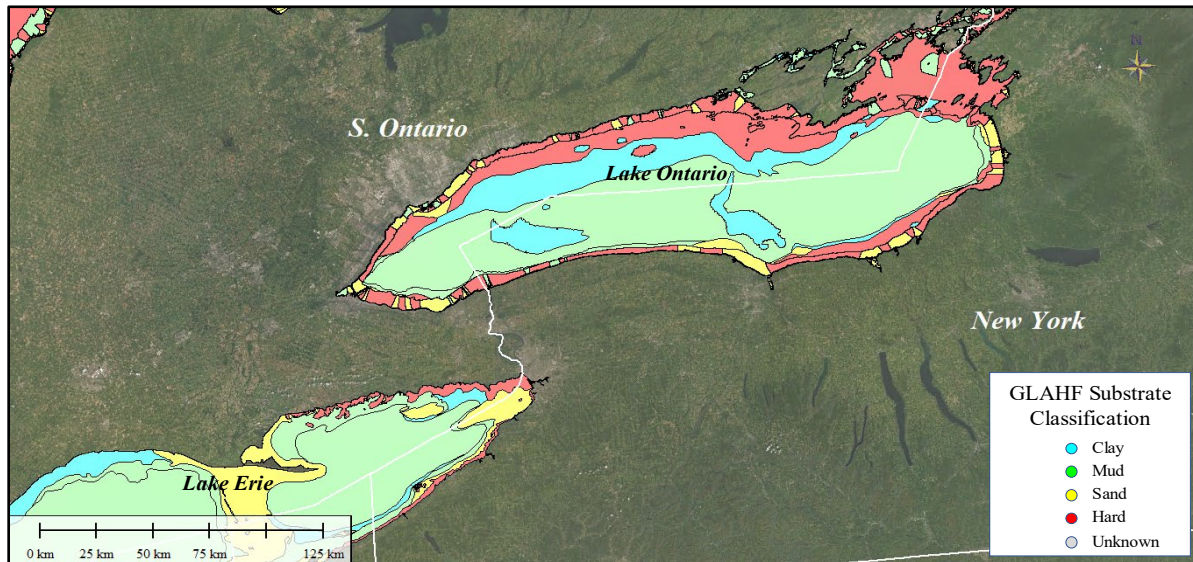 N
S. Ontario
Lake Ontario
New York
Lake Erie
GLAHF Substrate
Classification
Clay
Mud
Sand
Hard
Unknown
0 km 25 km 50 km 75 km 125 km